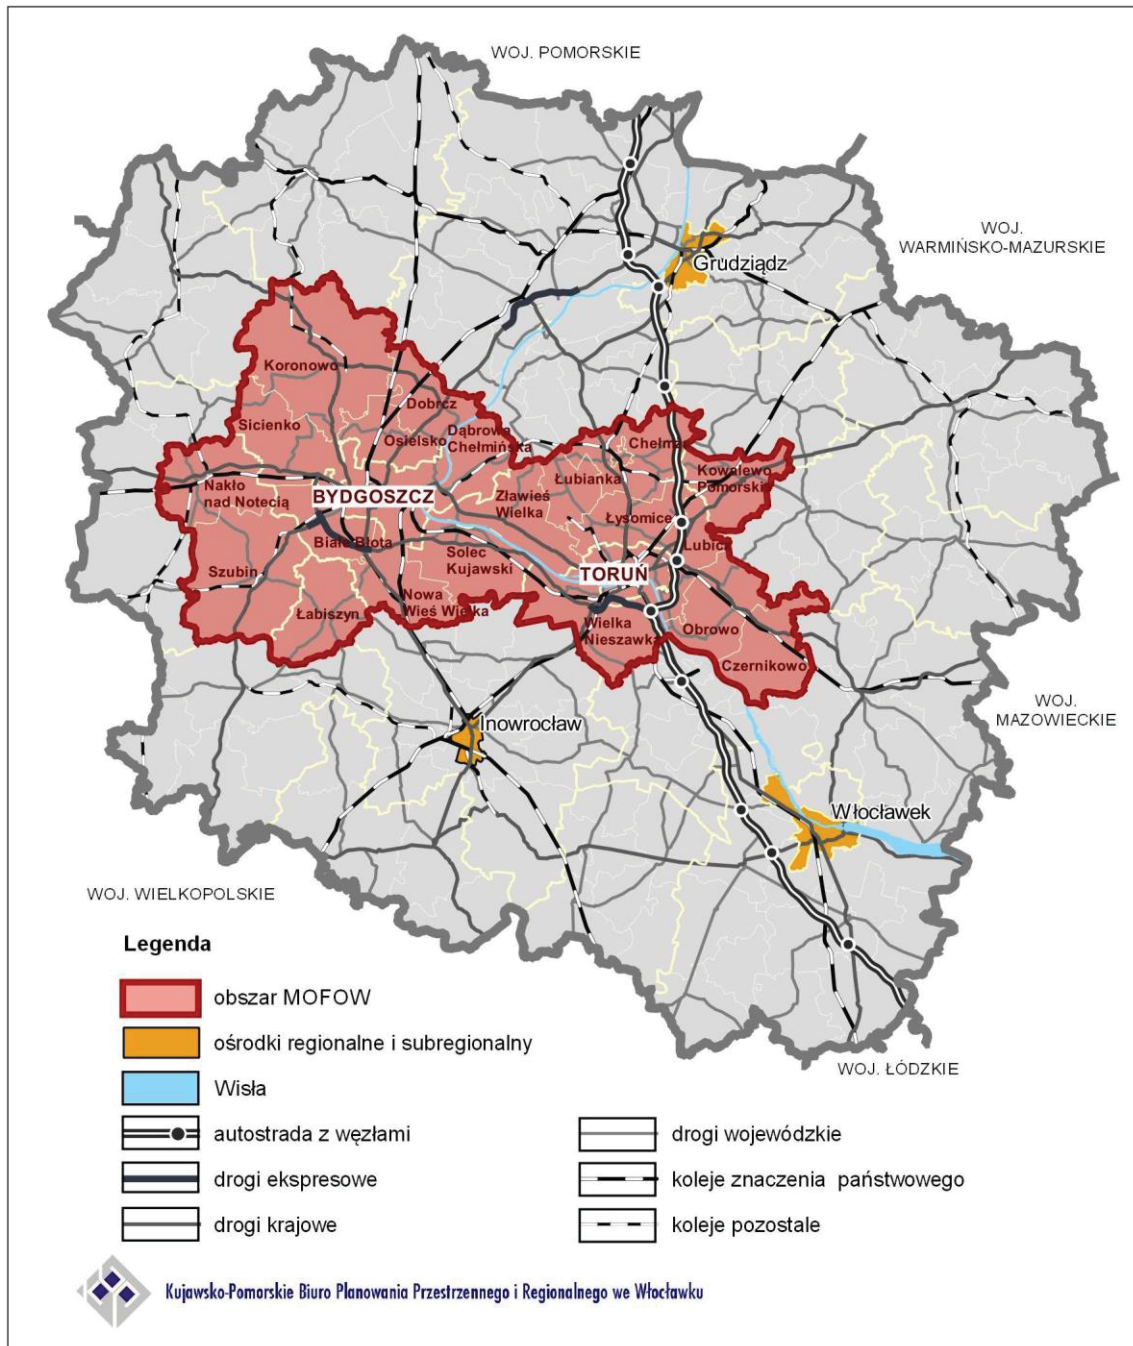 WOJ. POMORSKIE
WOJ.
WARMIŃSKO-MAZURSKIE
Grudziądz
Koronowo
Dobrcz
Sicienko
Osielsko
Dąbrowa
Chełmińska
Chełmża
Kowalewo
Pomorskie
Łubianka
Nakło
nad Notecią
BYDGOSZCZ
Zławieś
Wielka
Łysomice
Białe Błota
Lubicz
Solec
Kujawski
Szubin
TORUŃ
Nowa
Wieś Wielka
Łabiszyn
Wielka
Nieszawka
Obrowo
Czernikowo
WOJ.
MAZOWIECKIE
Inowrocław
Włocławek
WOJ. WIELKOPOLSKIE
WOJ. ŁÓDZKIE
Legenda
obszar MOFOW
ośrodki regionalne i subregionalny
Wisła
autostrada z węzłami
drogi ekspresowe
drogi krajowe
drogi wojewódzkie
koleje znaczenia państwowego
koleje pozostałe
Kujawsko-Pomorskie Biuro Planowania Przestrzennego i Regionalnego we Włocławku